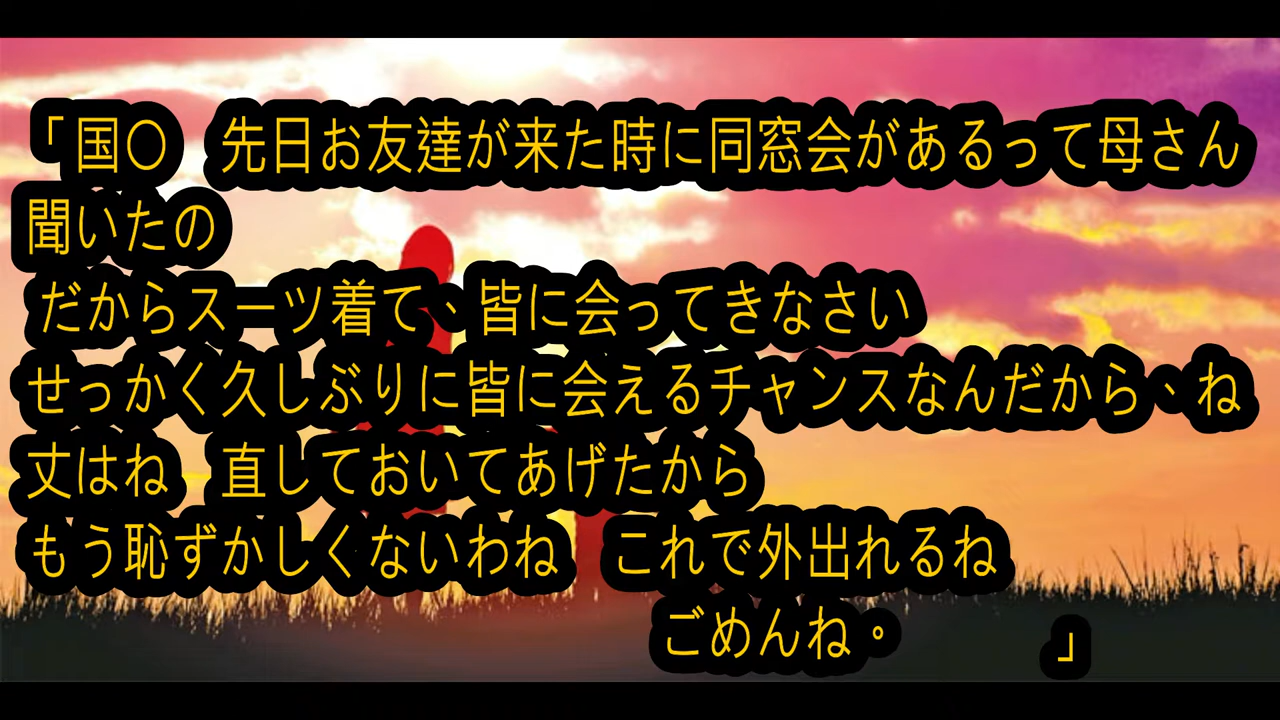 「国〇　先日お友達が来た時に同窓会があるって母さん
聞いたの
だからスーツ着て、皆に会ってきなさい
せっかく久しぶりに皆に会えるチャンスなんだから、ね
丈はね　直しておいてあげたから
もう恥ずかしくないわね　これで外出れるね
ごめんね。　　　」